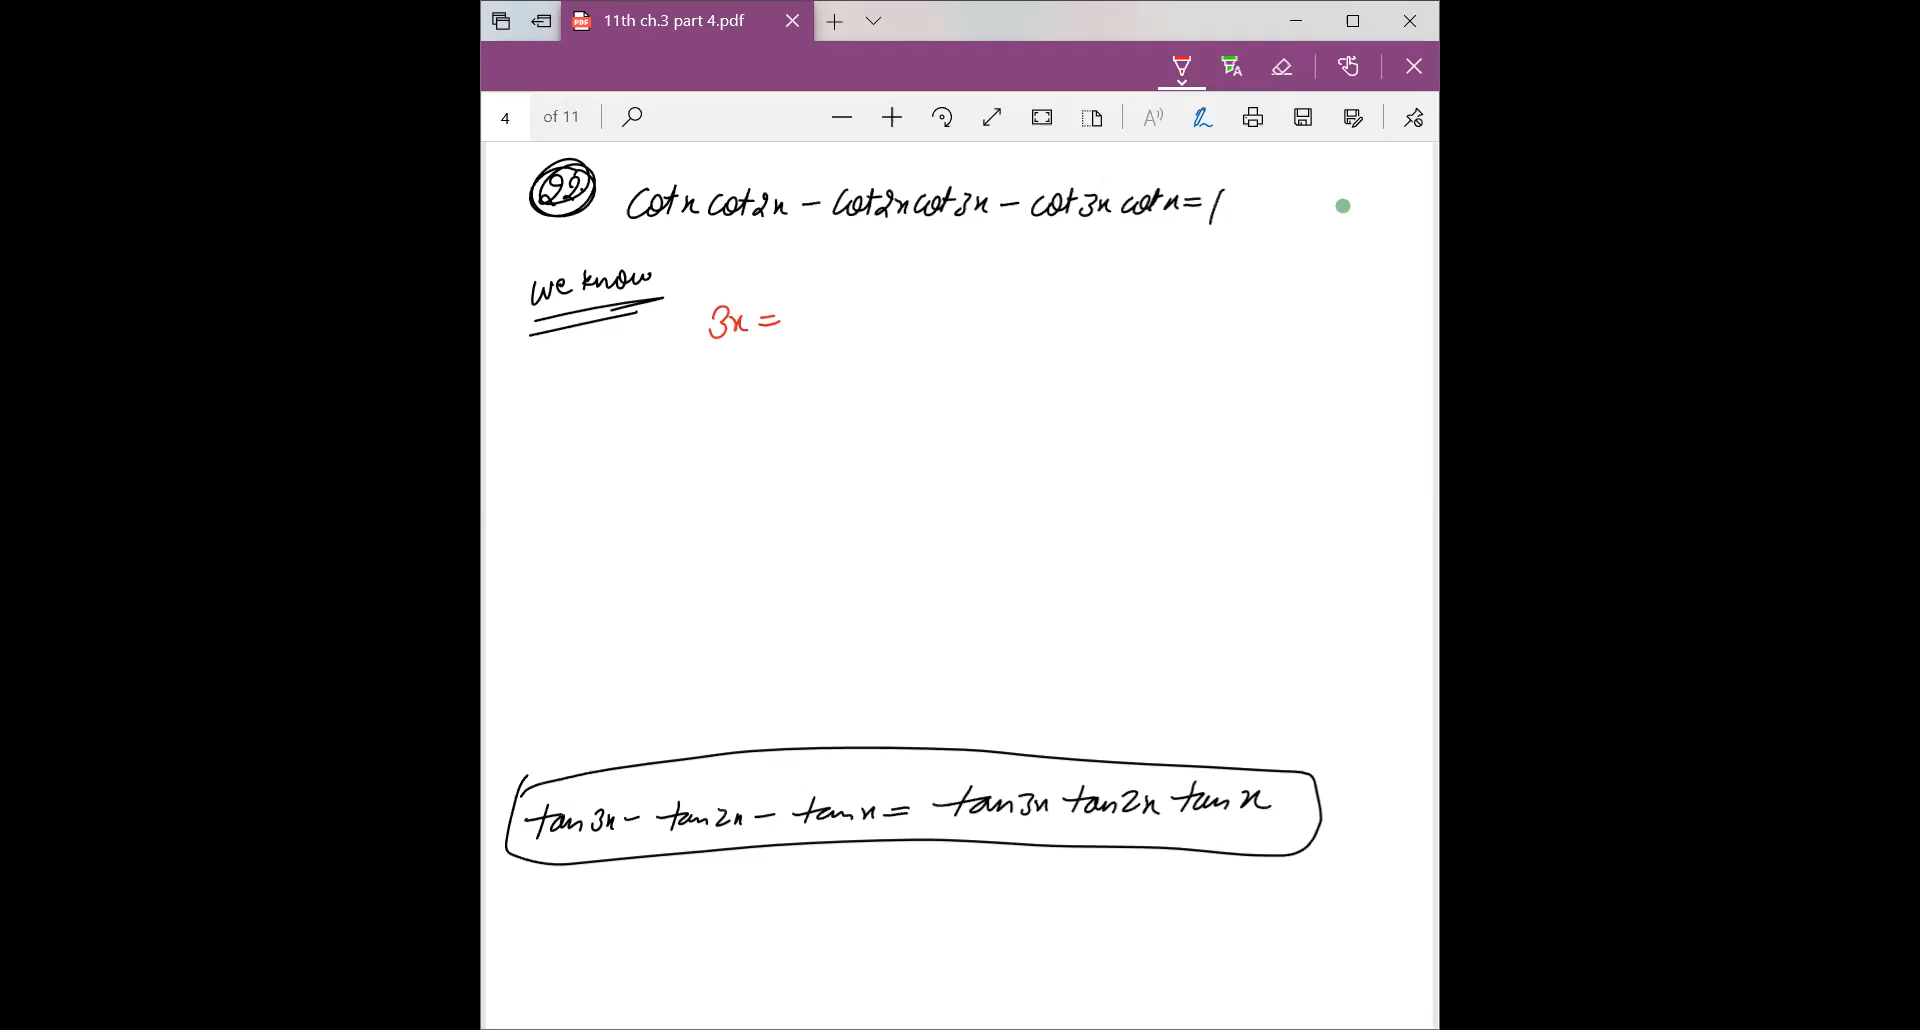 11th ch.3 part 4.pdf
4 of 11
22 cot x cot 2x - cot 2x cot 3x - cot 3x cot x = 1
we know
3x =
tan 3x - tan 2x - tan x = tan 3x tan 2x tan x